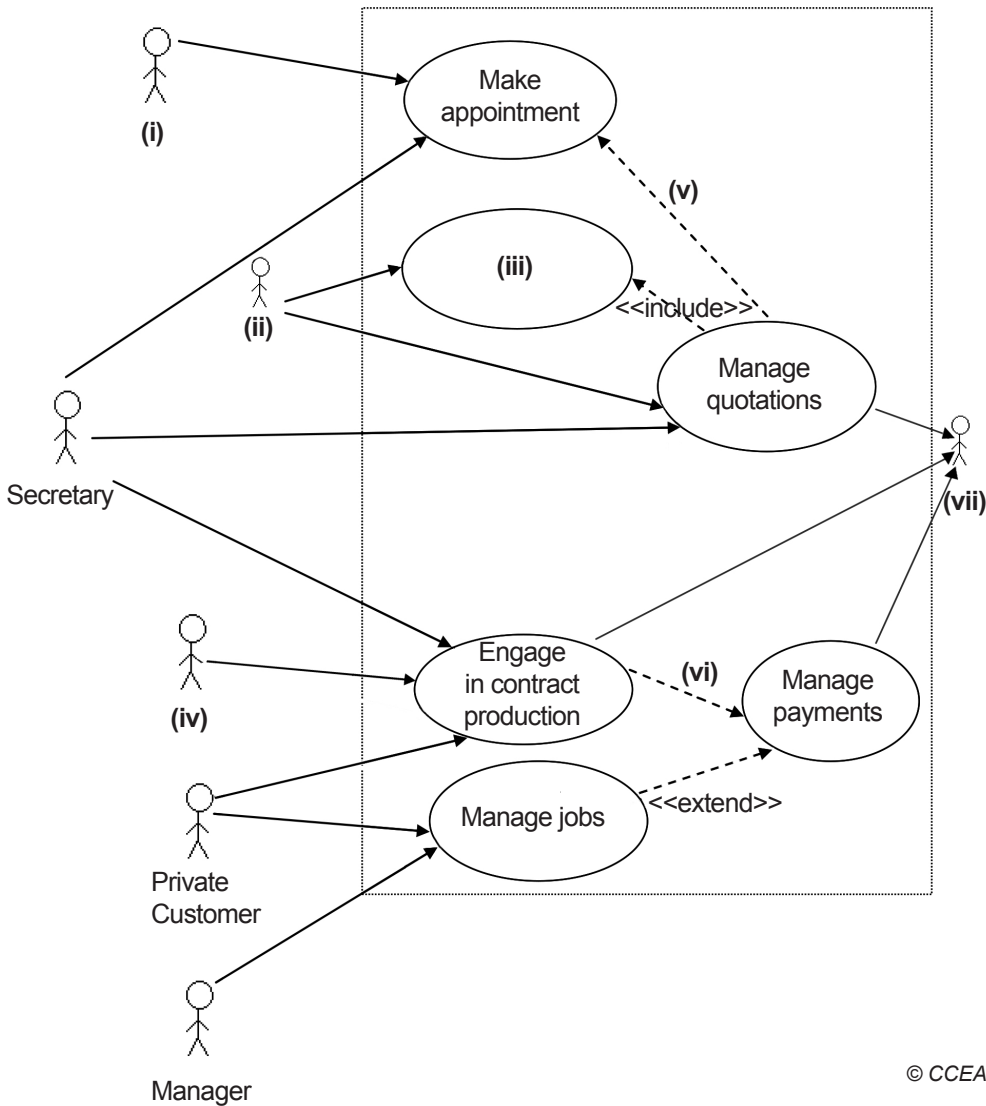 Make
appointment
(i)
(v)
(iii)
(ii)
<<include>>
Manage
quotations
Secretary
(vii)
Engage
in contract
production
(vi)
Manage
payments
(iv)
Manage jobs
<<extend>>
Private
Customer
Manager
© CCEA